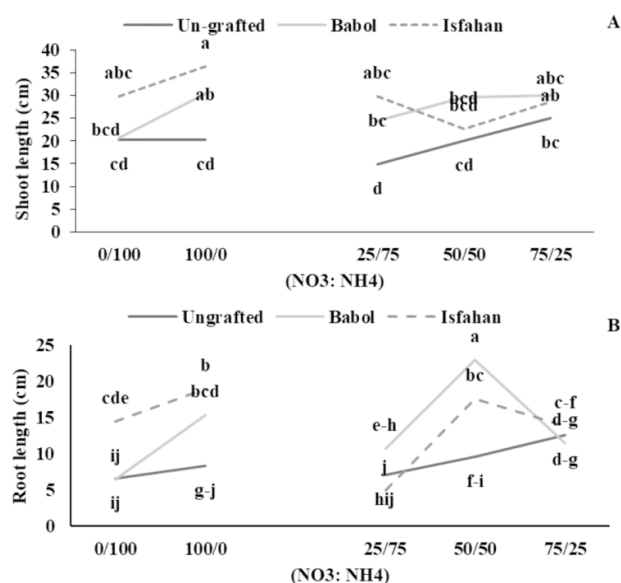 Un-grafted Babol Isfahan A
a
40
35
30
25
20
15
10
5
0
Shoot length (cm)
abc
bcd
cd
ab
cd
abc
bc
d
bcd
bcd
cd
abc
ab
bc
0/100 100/0 25/75 50/50 75/25
(NO3: NH4)
Ungrafted Babol Isfahan B
25
20
15
10
5
0
Root length (cm)
cde
ij
ij
b
bcd
g-j
e-h
j
hij
a
bc
f-i
c-f
d-g
d-g
0/100 100/0 25/75 50/50 75/25
(NO3: NH4)